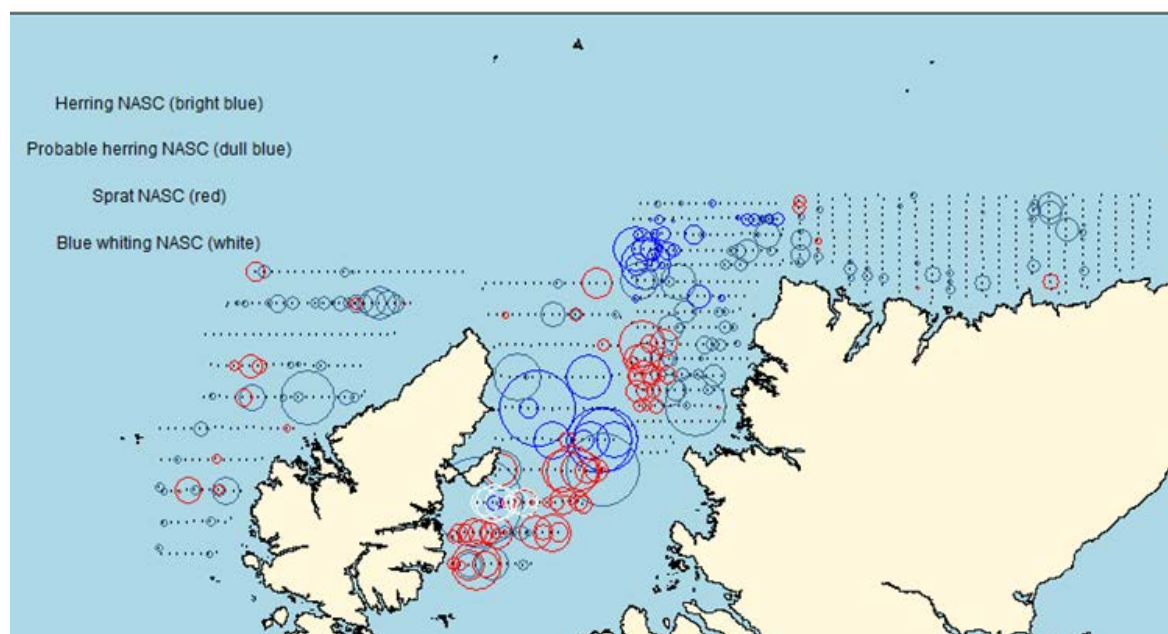 Herring NASC (bright blue)
Probable herring NASC (dull blue)
Sprat NASC (red)
Blue whiting NASC (white)